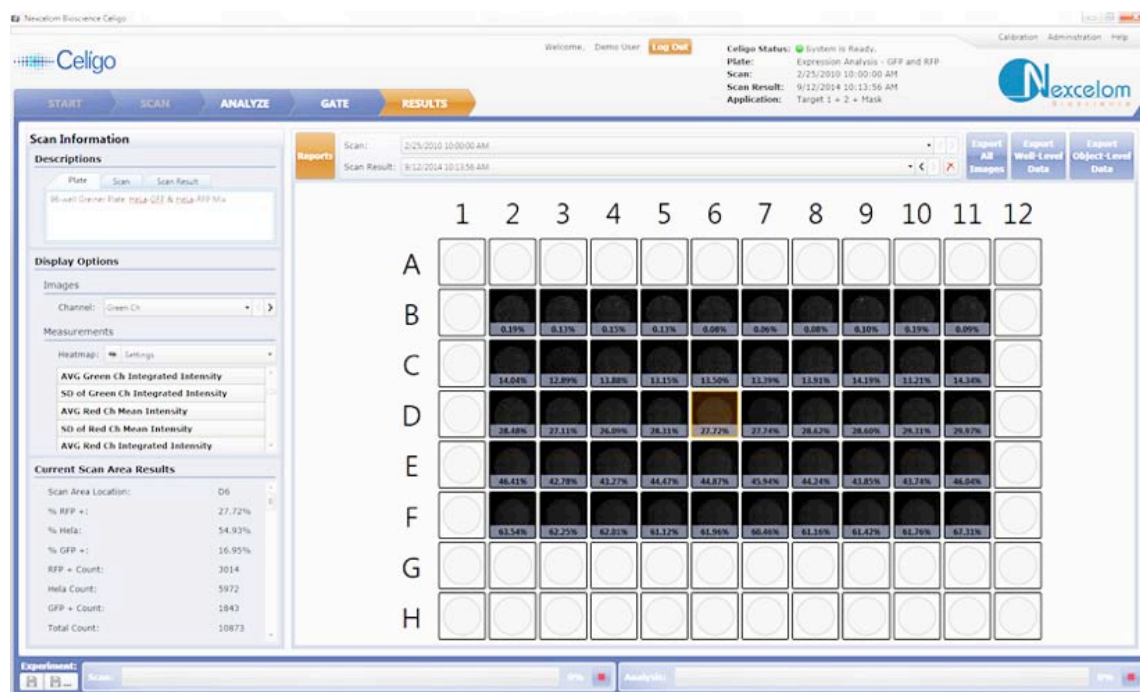 Nexcelom Bioscience Celigo
Calibration Administration Help
Celigo
Welcome, Demo User Log Out
Celigo Status: System is Ready.
Plate: Expression Analysis - GFP and RFP
Scan: 2/25/2010 10:00:00 AM
Scan Result: 9/12/2014 10:13:56 AM
Application: Target 1 + 2 + Mask
Nexcelom
BIOSCIENCE
START SCAN ANALYZE GATE RESULTS
Scan Information
Descriptions
Plate Scan Scan Result
96-well Greiner Plate, HeLa-GFP & HeLa-RFP Mix
Display Options
Images
Channel: Green Ch
Measurements
Heatmap: Settings
AVG Green Ch Integrated Intensity
SD of Green Ch Integrated Intensity
AVG Red Ch Mean Intensity
SD of Red Ch Mean Intensity
AVG Red Ch Integrated Intensity
Current Scan Area Results
Scan Area Location: D6
% RFP +: 27.72%
% Hela: 54.93%
% GFP +: 16.95%
RFP + Count: 3014
Hela Count: 5972
GFP + Count: 1843
Total Count: 10873
Reports
Scan: 2/25/2010 10:00:00 AM
Scan Result: 9/12/2014 10:13:56 AM
Export All Images
Export Well-Level Data
Export Object-Level Data
1 2 3 4 5 6 7 8 9 10 11 12
A
B
0.19% 0.13% 0.15% 0.13% 0.08% 0.06% 0.08% 0.10% 0.19% 0.09%
C
14.04% 12.89% 13.88% 13.15% 13.50% 13.39% 13.91% 14.19% 13.21% 14.34%
D
28.48% 27.11% 26.09% 28.31% 27.72% 27.74% 28.62% 28.60% 29.31% 29.97%
E
46.41% 42.78% 43.27% 44.47% 44.87% 45.94% 44.24% 43.85% 43.74% 46.04%
F
63.54% 62.25% 62.01% 61.12% 61.96% 60.46% 61.16% 61.42% 61.76% 67.31%
G
H
Experiment:
Scan: 0% Analysis: 0%